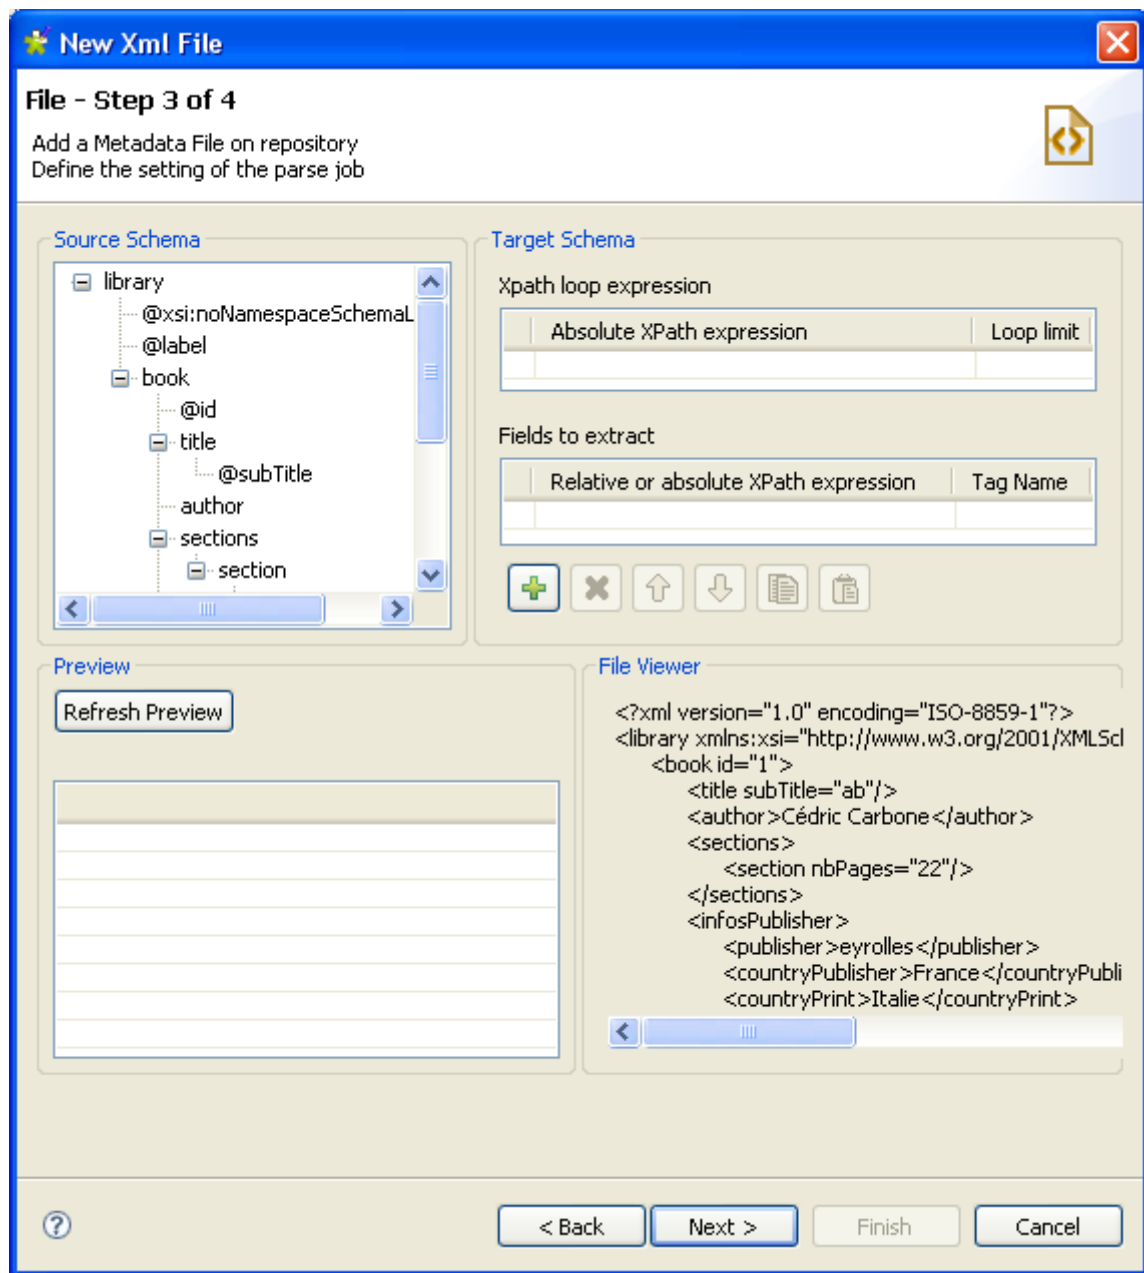 New Xml File
File - Step 3 of 4
Add a Metadata File on repository
Define the setting of the parse job
Source Schema
library
@xsi:noNamespaceSchemaL
@label
book
@id
title
@subTitle
author
sections
section
Target Schema
Xpath loop expression
Absolute XPath expression Loop limit
Fields to extract
Relative or absolute XPath expression Tag Name
Preview
Refresh Preview
File Viewer
<?xml version="1.0" encoding="ISO-8859-1"?>
<library xmlns:xsi="http://www.w3.org/2001/XMLScl
<book id="1">
<title subTitle="ab"/>
<author>Cédric Carbone</author>
<sections>
<section nbPages="22"/>
</sections>
<infosPublisher>
<publisher>eyrolles</publisher>
<countryPublisher>France</countryPubli
<countryPrint>Italie</countryPrint>
? < Back Next > Finish Cancel